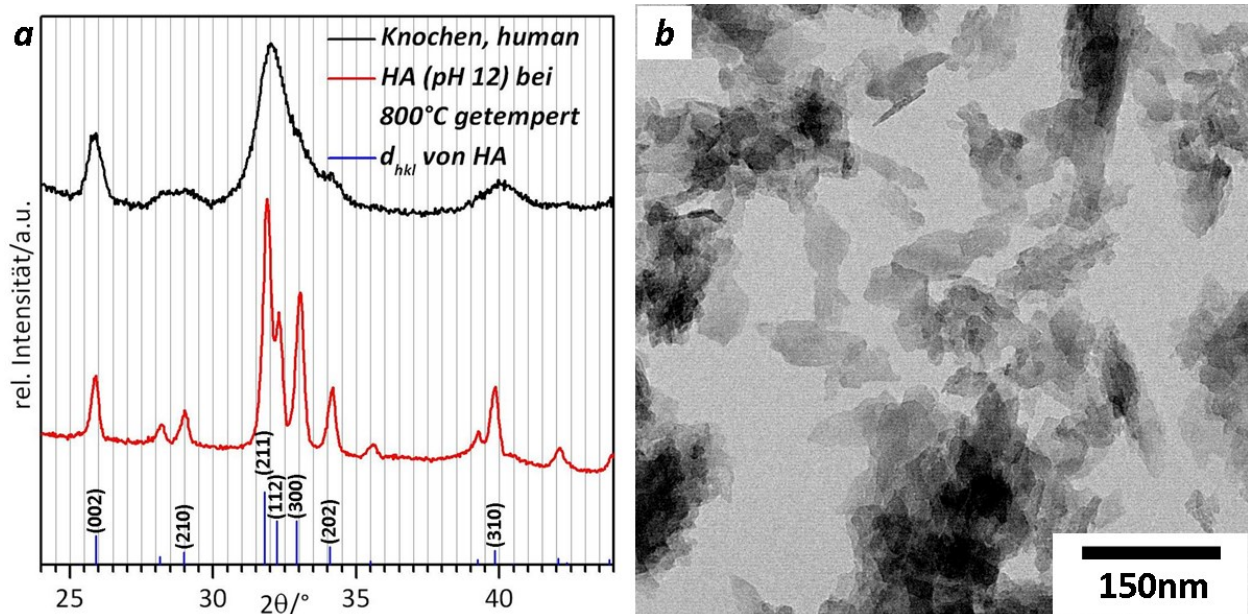 a
Knochen, human
HA (pH 12) bei
800°C getempert
d_hkl von HA
rel. Intensität/a.u.
(002)
(210)
(211)
(112)
(300)
(202)
(310)
25
30
35
40
2θ/°
b
150nm